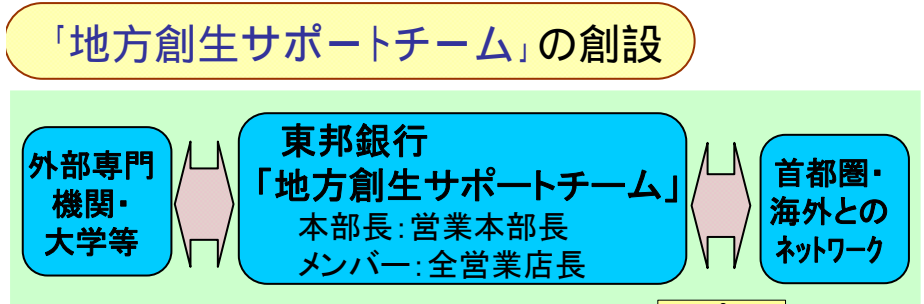 「地方創生サポートチーム」の創設
外部専門
機関・
大学等
東邦銀行
「地方創生サポートチーム」
本部長:営業本部長
メンバー:全営業店長
首都圏・
海外との
ネットワーク